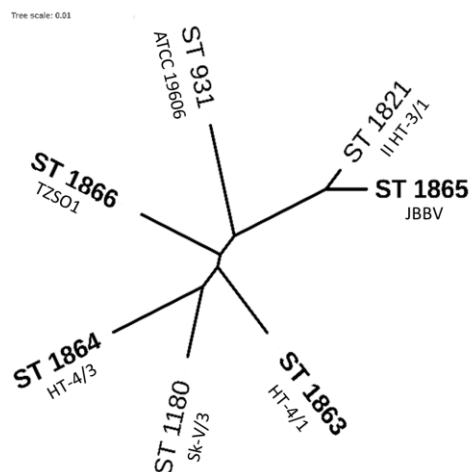 Tree scale: 0.01
ST 931
ATCC 19606
ST 1821
II HT-3/1
ST 1865
JBBV
ST 1866
TZSO1
ST 1864
HT-4/3
ST 1180
Sk-V/3
ST 1863
HT-4/1